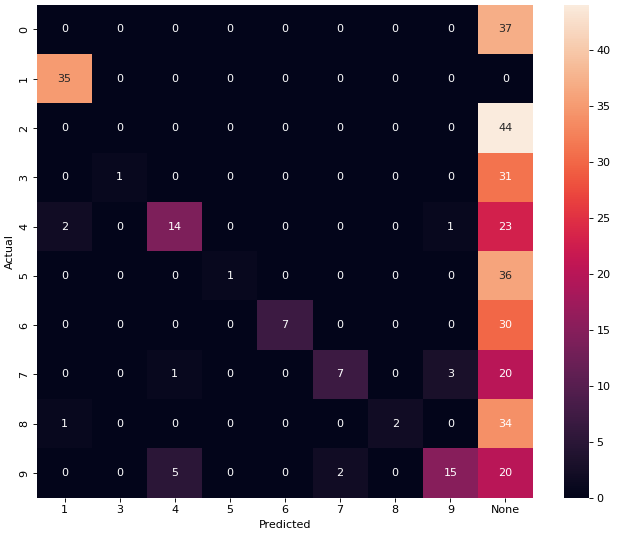 0 0 0 0 0 0 0 0 0 37
1 35 0 0 0 0 0 0 0 0
2 0 0 0 0 0 0 0 0 44
3 0 1 0 0 0 0 0 0 31
4 2 0 14 0 0 0 0 1 23
5 0 0 0 1 0 0 0 0 36
6 0 0 0 0 7 0 0 0 30
7 0 0 1 0 0 7 0 3 20
8 1 0 0 0 0 0 2 0 34
9 0 0 5 0 0 2 0 15 20
1 3 4 5 6 7 8 9 None
Predicted
Actual
40
35
30
25
20
15
10
5
0